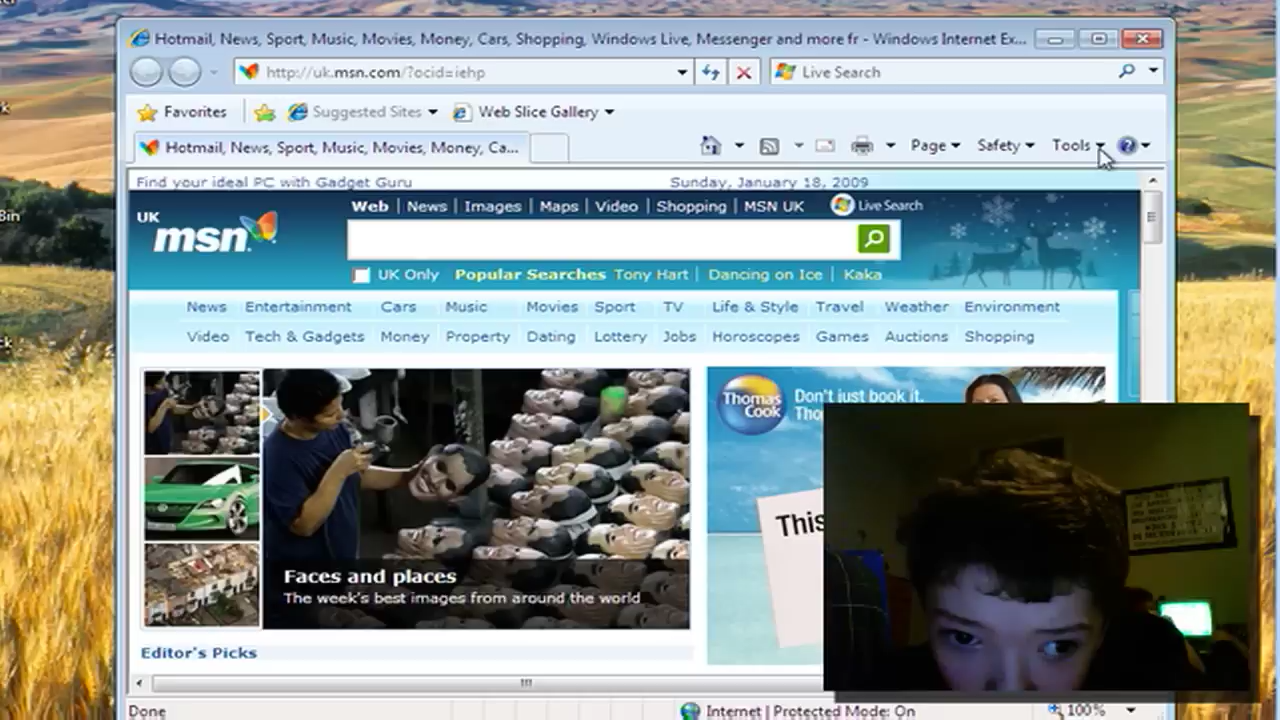 Hotmail, News, Sport, Music, Movies, Money, Cars, Shopping, Windows Live, Messenger and more fr - Windows Internet Ex...
http://uk.msn.com/?ocid=iehp
Live Search
Favorites Suggested Sites Web Slice Gallery
Hotmail, News, Sport, Music, Movies, Money, Ca...
Page Safety Tools
Find your ideal PC with Gadget Guru Sunday, January 18, 2009
UK
msn
Web | News | Images | Maps | Video | Shopping | MSN UK Live Search
UK Only Popular Searches Tony Hart | Dancing on Ice | Kaka
News Entertainment Cars Music Movies Sport TV Life & Style Travel Weather Environment
Video Tech & Gadgets Money Property Dating Lottery Jobs Horoscopes Games Auctions Shopping
Thomas Cook
Don't just book it.
This
Faces and places
The week's best images from around the world
Editor's Picks
Done Internet | Protected Mode: On 100%
Bin